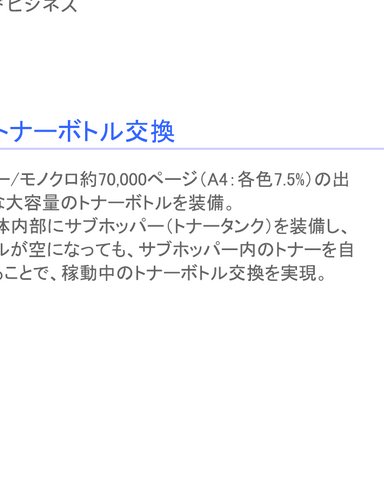 ビジネス
トナーボトル交換
ー/モノクロ約70,000ページ（A4：各色7.5%）の出
な大容量のトナーボトルを装備。
体内部にサブホッパー（トナータンク）を装備し、
ルが空になっても、サブホッパー内のトナーを自
ることで、稼動中のトナーボトル交換を実現。